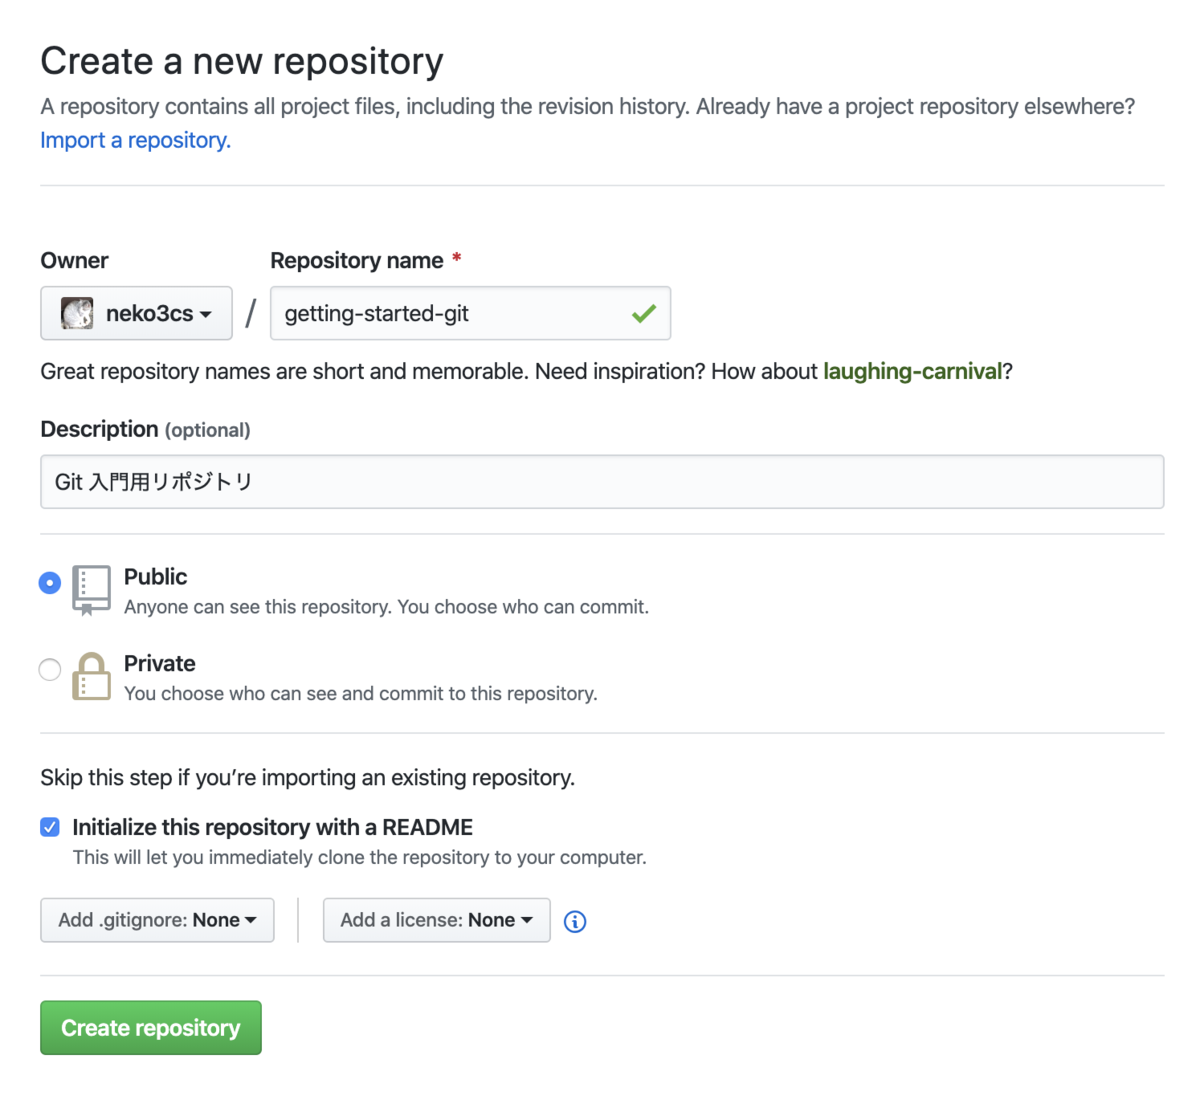 Create a new repository
A repository contains all project files, including the revision history. Already have a project repository elsewhere?
Import a repository.
Owner
Repository name *
neko3cs
/
getting-started-git
Great repository names are short and memorable. Need inspiration? How about laughing-carnival?
Description (optional)
Git 入門用リポジトリ
Public
Anyone can see this repository. You choose who can commit.
Private
You choose who can see and commit to this repository.
Skip this step if you’re importing an existing repository.
Initialize this repository with a README
This will let you immediately clone the repository to your computer.
Add .gitignore: None
Add a license: None
Create repository